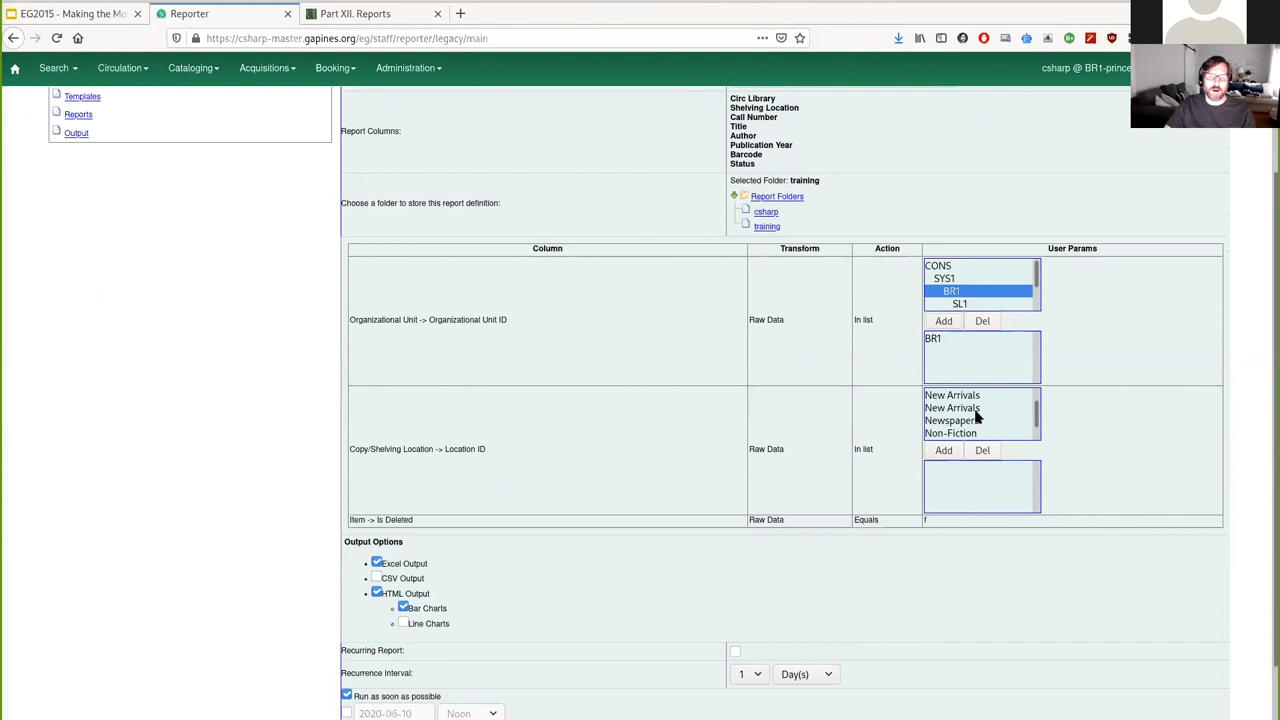 EG2015 - Making the Mo
Reporter
Part XII. Reports
https://csharp-master.gapines.org/eg/staff/reporter/legacy/main
Search
Circulation
Cataloging
Acquisitions
Booking
Administration
csharp @ BR1-prince
Templates
Reports
Output
Report Columns:
Circ Library
Shelving Location
Call Number
Title
Author
Publication Year
Barcode
Status
Choose a folder to store this report definition:
Selected Folder: training
Report Folders
csharp
training
Column Transform Action User Params
Organizational Unit -> Organizational Unit ID Raw Data In list
CONS
SYS1
BR1
SL1
Add Del
BR1
Copy/Shelving Location -> Location ID Raw Data In list
New Arrivals
New Arrivals
Newspapers
Non-Fiction
Add Del
Item -> Is Deleted Raw Data Equals f
Output Options
Excel Output
CSV Output
HTML Output
Bar Charts
Line Charts
Recurring Report:
Recurrence Interval: 1 Day(s)
Run as soon as possible
2020-06-10 Noon